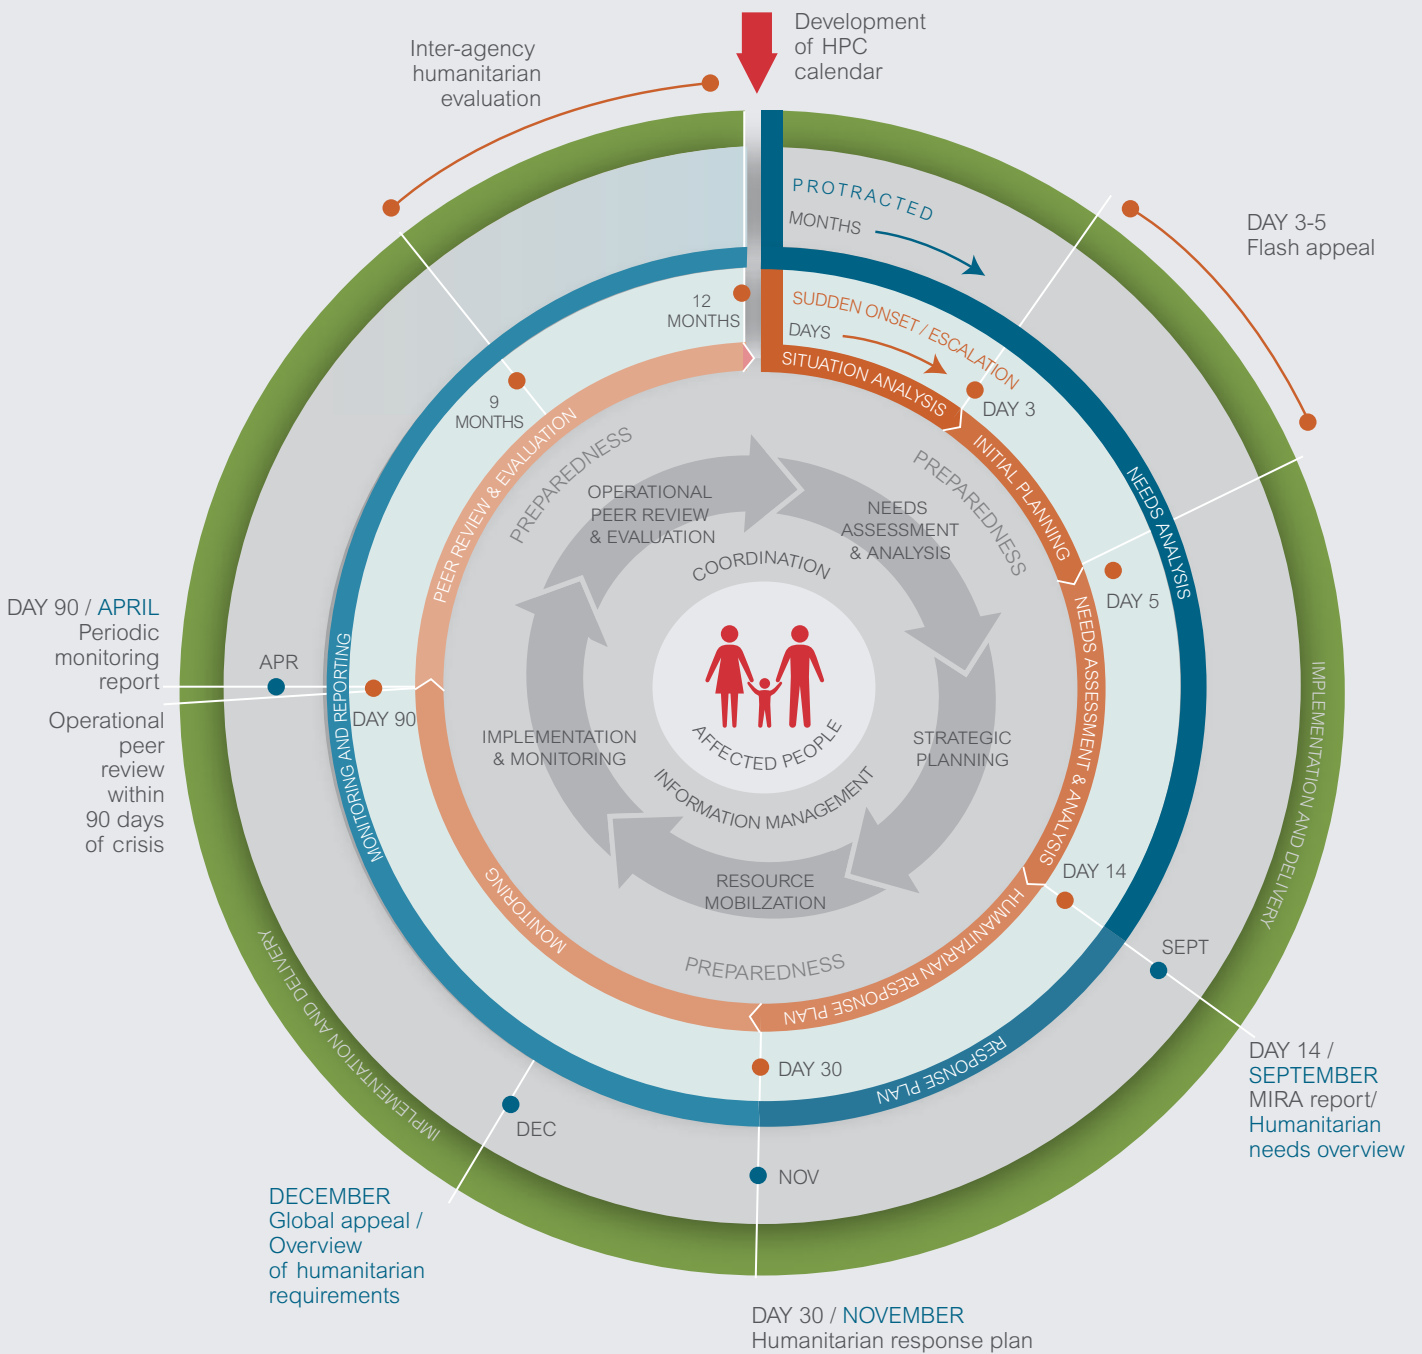 Development
of HPC
calendar
Inter-agency
humanitarian
evaluation
DAY 3-5
Flash appeal
PROTRACTED
MONTHS
SUDDEN ONSET / ESCALATION
DAYS
SITUATION ANALYSIS
12
MONTHS
9
MONTHS
DAY 3
INITIAL PLANNING
NEEDS ANALYSIS
DAY 5
NEEDS ASSESSMENT & ANALYSIS
IMPLEMENTATION AND DELIVERY
PEER REVIEW & EVALUATION
PREPAREDNESS
PREPAREDNESS
OPERATIONAL
PEER REVIEW
& EVALUATION
NEEDS
ASSESSMENT
& ANALYSIS
COORDINATION
AFFECTED PEOPLE
INFORMATION MANAGEMENT
IMPLEMENTATION
& MONITORING
STRATEGIC
PLANNING
RESOURCE
MOBILZATION
PREPAREDNESS
DAY 90 / APRIL
Periodic
monitoring
report
APR
DAY 90
Operational
peer
review
within
90 days
of crisis
MONITORING AND REPORTING
MONITORING
DAY 14
HUMANITARIAN RESPONSE PLAN
SEPT
RESPONSE PLAN
DAY 30
IMPLEMENTATION AND DELIVERY
DEC
NOV
DAY 14 /
SEPTEMBER
MIRA report/
Humanitarian
needs overview
DECEMBER
Global appeal /
Overview
of humanitarian
requirements
DAY 30 / NOVEMBER
Humanitarian response plan